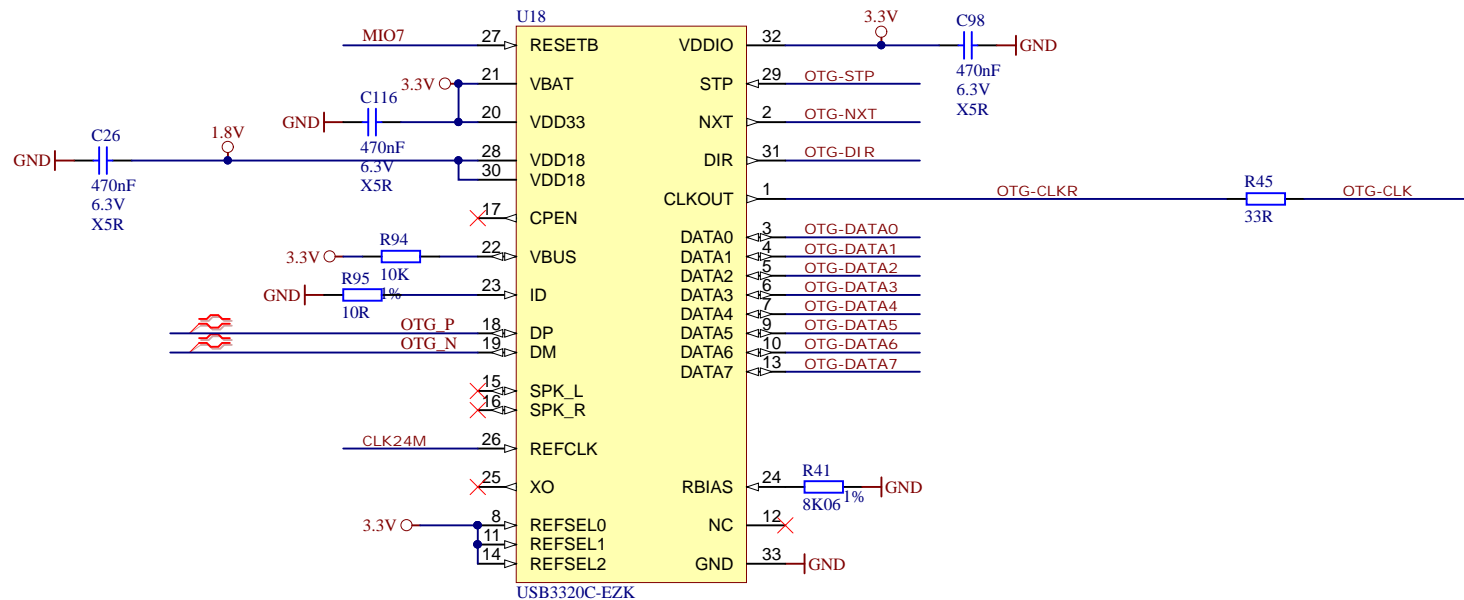 U18
MIO7
27
RESETB
3.3V
21
VBAT
C116
GND
470nF
6.3V
X5R
20
VDD33
C26
GND
470nF
6.3V
X5R
1.8V
28
VDD18
30
VDD18
17
CPEN
3.3V
R94
10K
22
VBUS
GND
R95
1%
10R
23
ID
OTG_P
18
DP
OTG_N
19
DM
15
SPK_L
16
SPK_R
CLK24M
26
REFCLK
25
XO
3.3V
8
REFSEL0
11
REFSEL1
14
REFSEL2
VDDIO
32
3.3V
C98
GND
470nF
6.3V
X5R
STP
29
OTG-STP
NXT
2
OTG-NXT
DIR
31
OTG-DIR
CLKOUT
1
OTG-CLKR
R45
33R
OTG-CLK
DATA0
3
OTG-DATA0
DATA1
4
OTG-DATA1
DATA2
5
OTG-DATA2
DATA3
6
OTG-DATA3
DATA4
7
OTG-DATA4
DATA5
9
OTG-DATA5
DATA6
10
OTG-DATA6
DATA7
13
OTG-DATA7
RBIAS
24
R41
8K06
1%
GND
NC
12
GND
33
GND
USB3320C-EZK